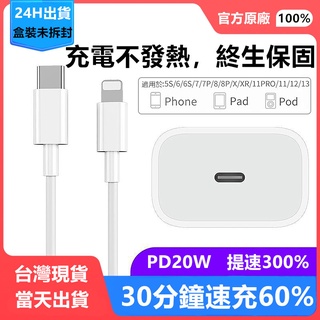 24H出貨
盒裝未拆封
官方原廠 100%
充電不發熱，終生保固
適用於:5S/6/6S/7/7P/8/8P/X/XR/11PRO/11/12/13
Phone Pad Pod
PD20W 提速300%
台灣現貨
當天出貨
30分鐘速充60%